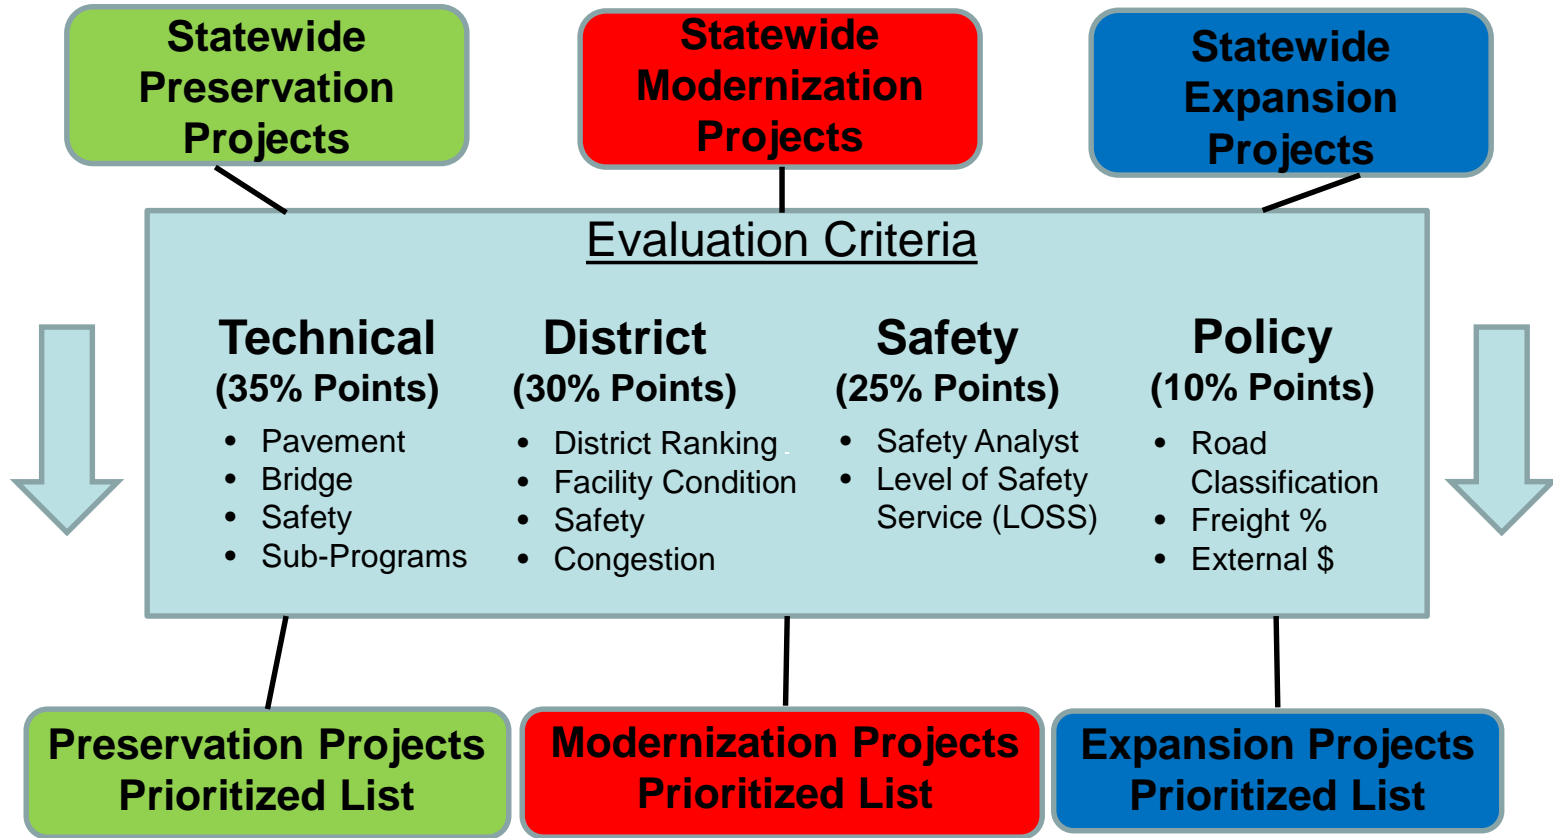 Statewide
Preservation
Projects
Statewide
Modernization
Projects
Statewide
Expansion
Projects
Evaluation Criteria
Technical
(35% Points)
• Pavement
• Bridge
• Safety
• Sub-Programs
District
(30% Points)
• District Ranking
• Facility Condition
• Safety
• Congestion
Safety
(25% Points)
• Safety Analyst
• Level of Safety
Service (LOSS)
Policy
(10% Points)
• Road
Classification
• Freight %
• External $
Preservation Projects
Prioritized List
Modernization Projects
Prioritized List
Expansion Projects
Prioritized List